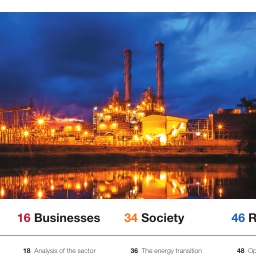 16 Businesses
34 Society
46 R
18 Analysis of the sector
36 The energy transition
48 Op